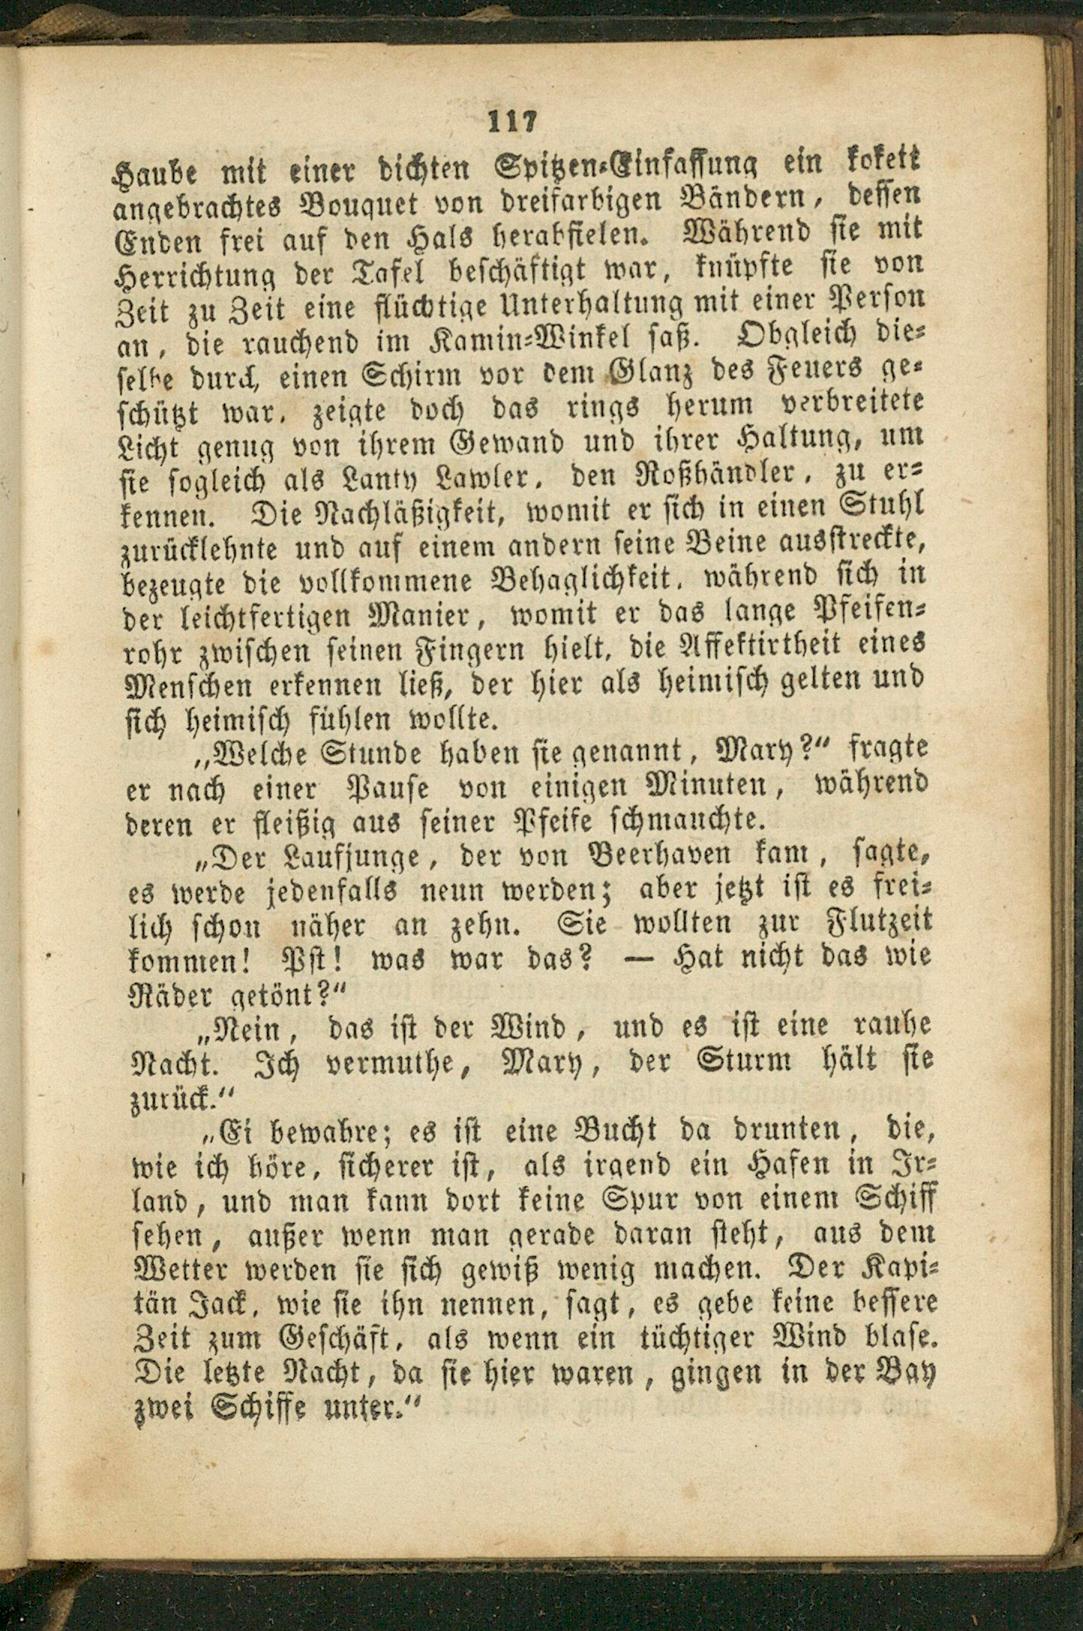 117
Haube mit einer dichten Spitzen-Einfassung ein kokett
angebrachtes Bouquet von dreifarbigen Bändern, dessen
Enden frei auf den Hals herabfielen. Während sie mit
Herrichtung der Tafel beschäftigt war, knüpfte sie von
Zeit zu Zeit eine flüchtige Unterhaltung mit einer Person
an, die rauchend im Kamin-Winkel saß. Obgleich die-
selbe durch einen Schirm vor dem Glanz des Feuers ge-
schützt war, zeigte doch das rings herum verbreitete
Licht genug von ihrem Gewand und ihrer Haltung, um
sie sogleich als Lanty Lawler, den Roßhändler, zu er-
kennen. Die Nachläßigkeit, womit er sich in einen Stuhl
zurücklehnte und auf einem andern seine Beine ausstreckte,
bezeugte die vollkommene Behaglichkeit, während sich in
der leichtfertigen Manier, womit er das lange Pfeifen-
rohr zwischen seinen Fingern hielt, die Affektirtheit eines
Menschen erkennen ließ, der hier als heimisch gelten und
sich heimisch fühlen wollte.
„Welche Stunde haben sie genannt, Mary?“ fragte
er nach einer Pause von einigen Minuten, während
deren er fleißig aus seiner Pfeife schmauchte.
„Der Laufjunge, der von Beerhaven kam, sagte,
es werde jedenfalls neun werden; aber jetzt ist es frei-
lich schon näher an zehn. Sie wollten zur Flutzeit
kommen! Pst! was war das? — Hat nicht das wie
Räder getönt?“
„Nein, das ist der Wind, und es ist eine rauhe
Nacht. Ich vermuthe, Mary, der Sturm hält sie
zurück.“
„Ei bewahre; es ist eine Bucht da drunten, die,
wie ich höre, sicherer ist, als irgend ein Hafen in Ir-
land, und man kann dort keine Spur von einem Schiff
sehen, außer wenn man gerade daran steht, aus dem
Wetter werden sie sich gewiß wenig machen. Der Kapi-
tän Jack, wie sie ihn nennen, sagt, es gebe keine bessere
Zeit zum Geschäft, als wenn ein tüchtiger Wind blase.
Die letzte Nacht, da sie hier waren, gingen in der Bay
zwei Schiffe unter.“